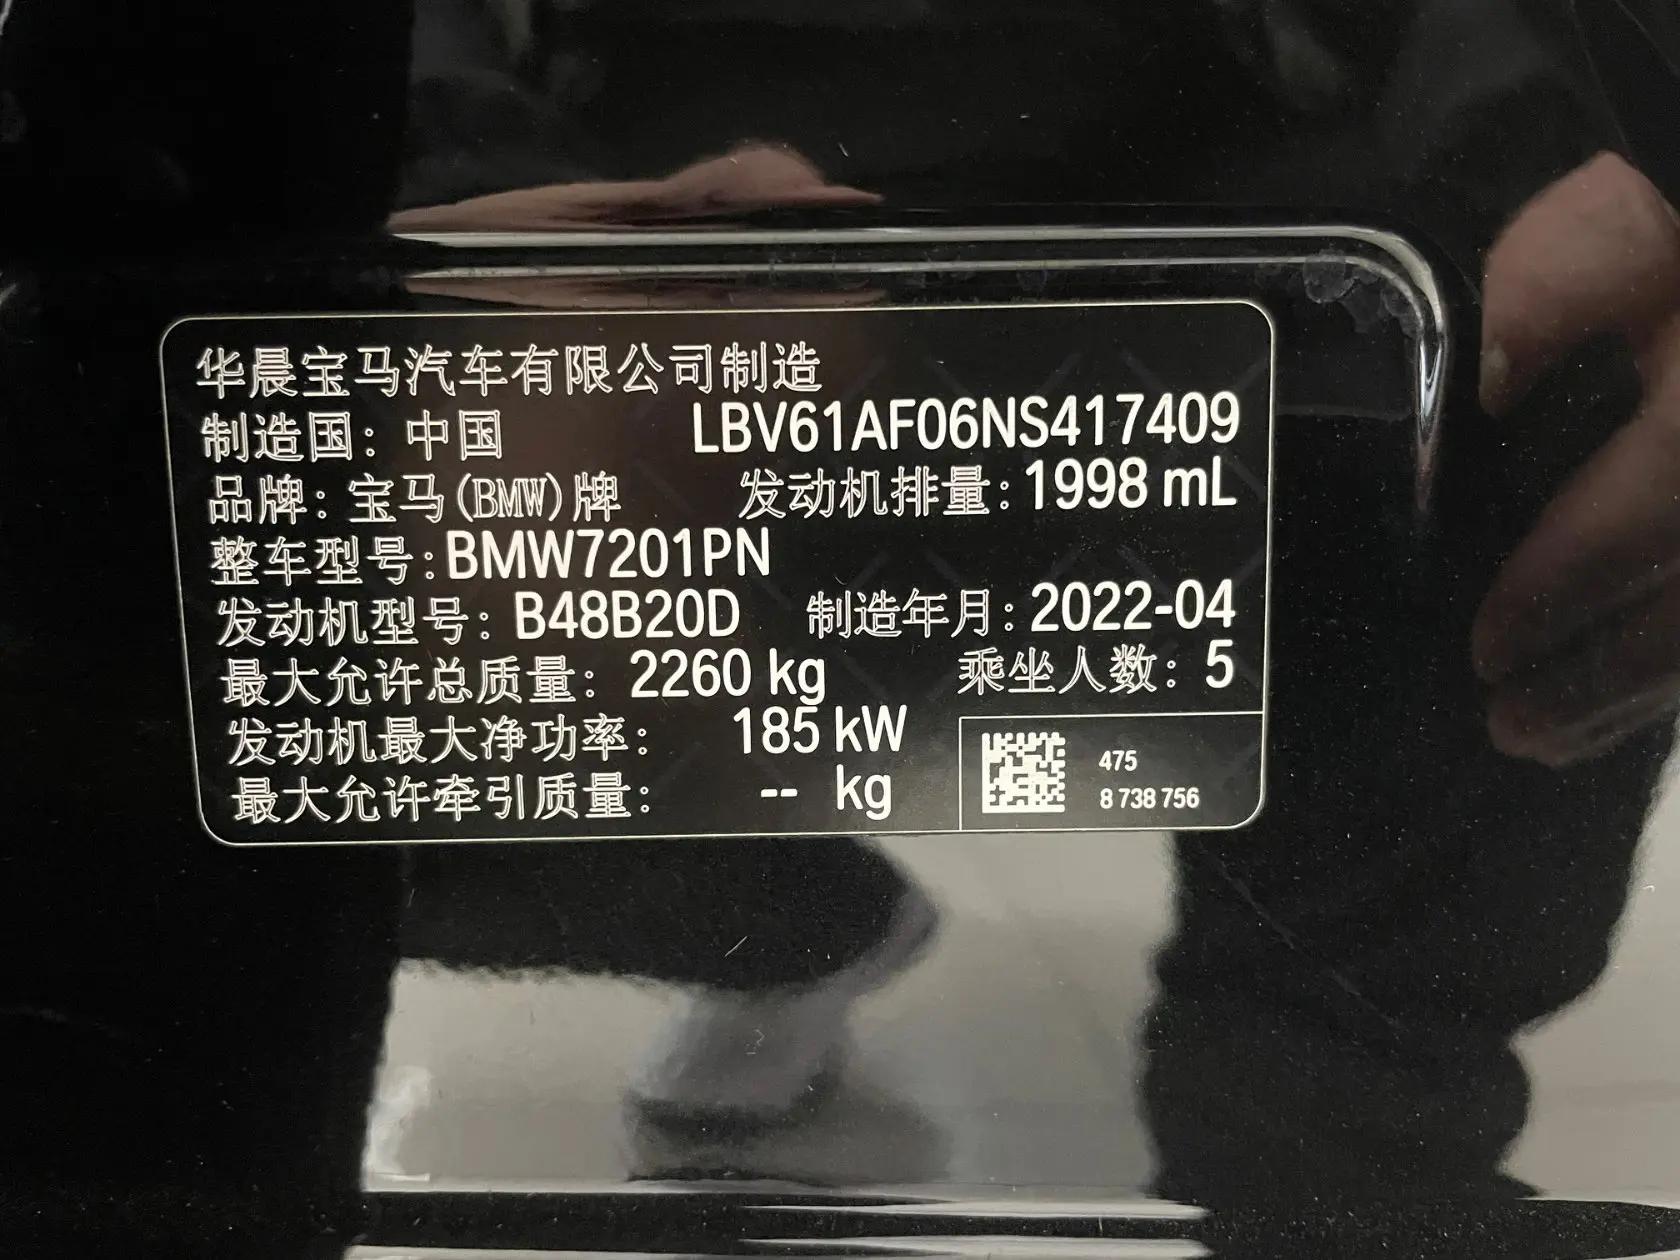 华晨宝马汽车有限公司制造
制造国：中国 LBV61AF06NS417409
品牌：宝马(BMW)牌 发动机排量：1998 mL
整车型号：BMW7201PN
发动机型号：B48B20D 制造年月：2022-04
最大允许总质量：2260 kg 乘坐人数：5
发动机最大净功率：185 kW
最大允许牵引质量：-- kg
475
8 738 756